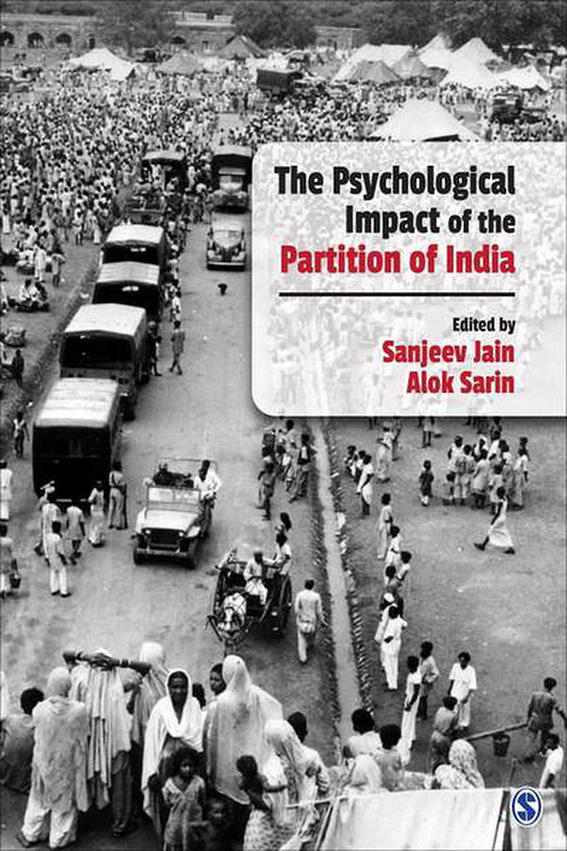 The Psychological
Impact of the
Partition of India
Edited by
Sanjeev Jain
Alok Sarin
S